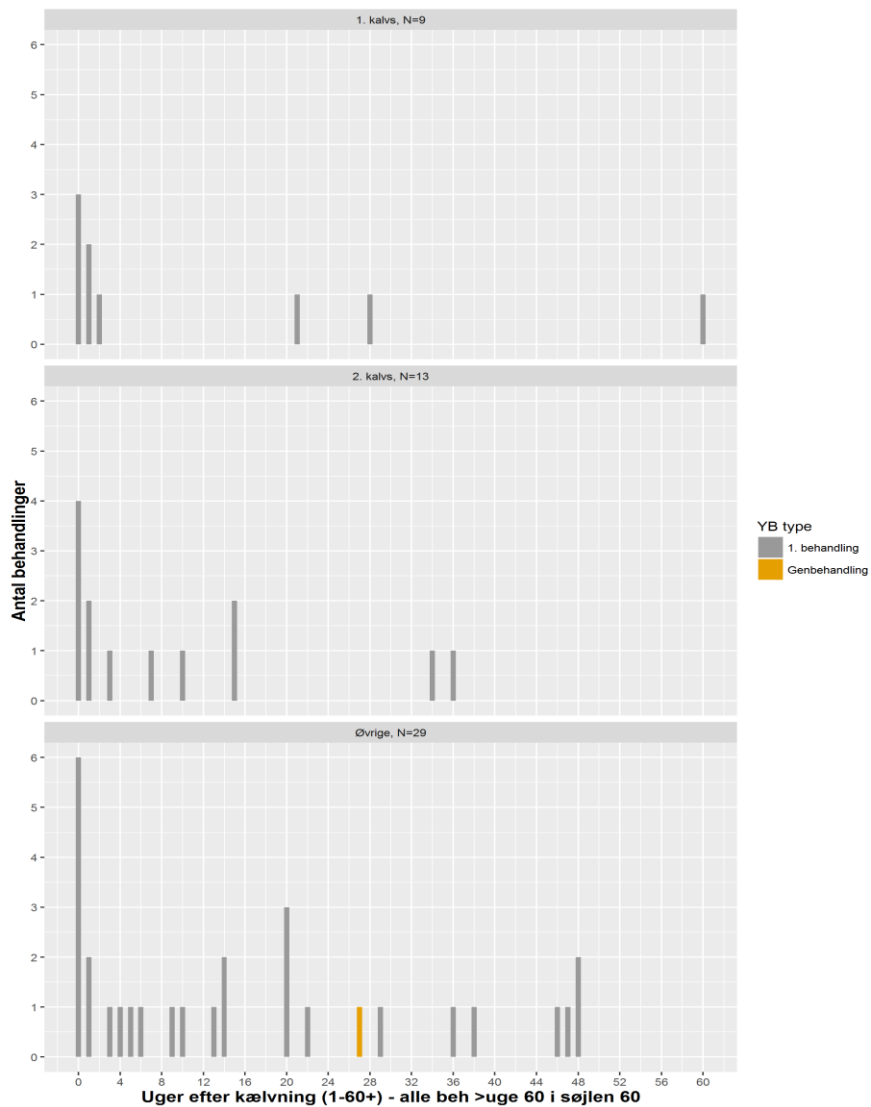 1. kalvs, N=9
6
5
4
3
2
1
0
2. kalvs, N=13
6
5
4
3
2
1
0
Øvrige, N=29
6
5
4
3
2
1
0
0 4 8 12 16 20 24 28 32 36 40 44 48 52 56 60
Uger efter kælvning (1-60+) - alle beh >uge 60 i søjlen 60
Antal behandlinger
YB type
1. behandling
Genbehandling